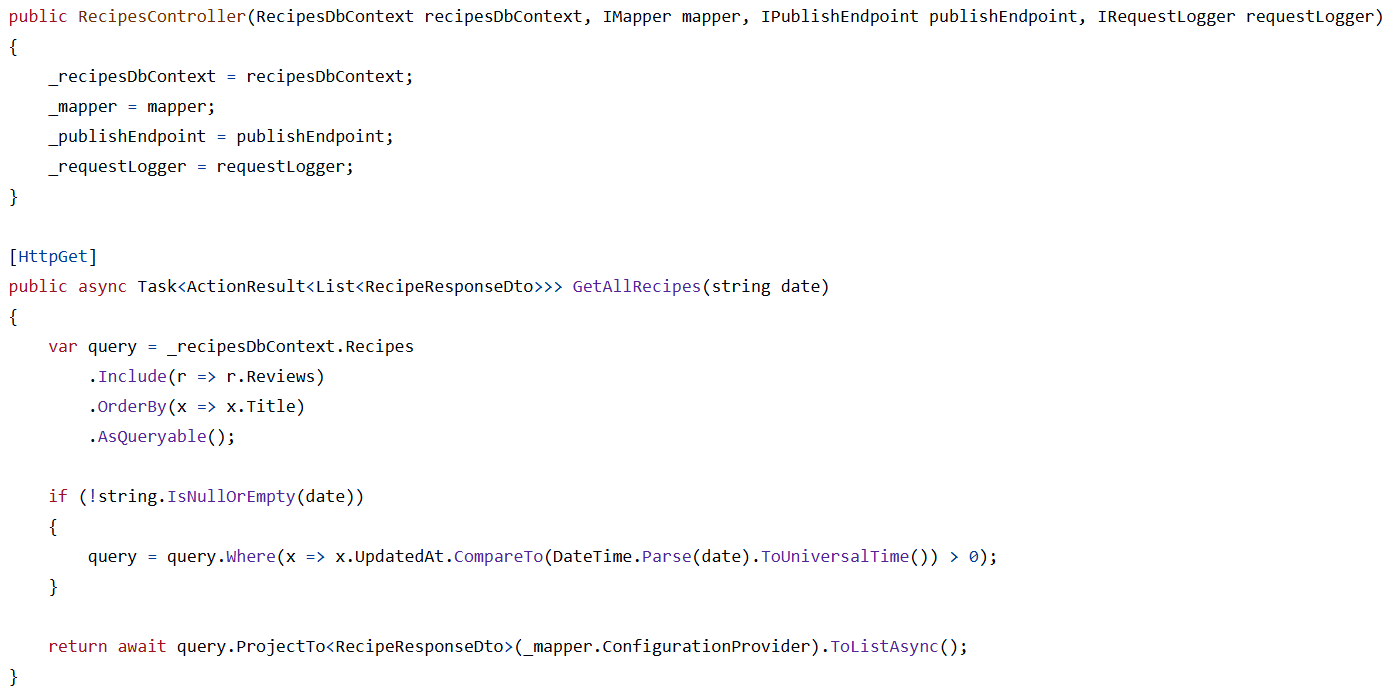 public RecipesController(RecipesDbContext recipesDbContext, IMapper mapper, IPublishEndpoint publishEndpoint, IRequestLogger requestLogger)
{
    _recipesDbContext = recipesDbContext;
    _mapper = mapper;
    _publishEndpoint = publishEndpoint;
    _requestLogger = requestLogger;
}

[HttpGet]
public async Task<ActionResult<List<RecipeResponseDto>>> GetAllRecipes(string date)
{
    var query = _recipesDbContext.Recipes
        .Include(r => r.Reviews)
        .OrderBy(x => x.Title)
        .AsQueryable();

    if (!string.IsNullOrEmpty(date))
    {
        query = query.Where(x => x.UpdatedAt.CompareTo(DateTime.Parse(date).ToUniversalTime()) > 0);
    }

    return await query.ProjectTo<RecipeResponseDto>(_mapper.ConfigurationProvider).ToListAsync();
}